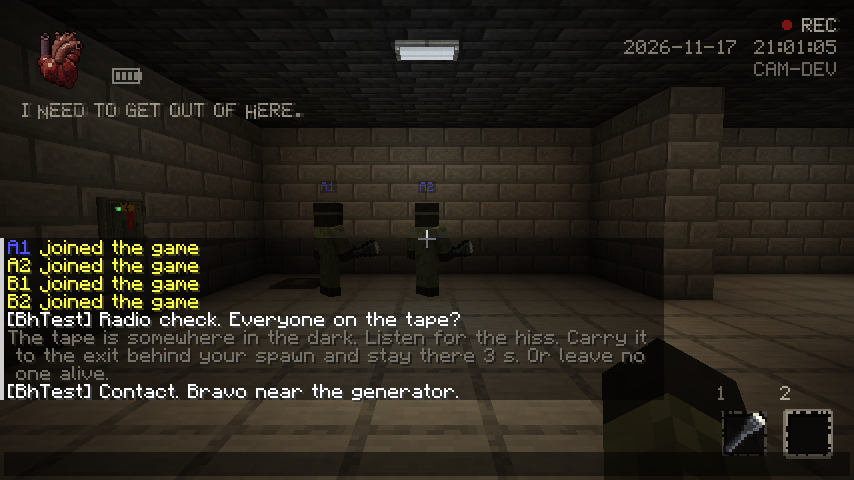 REC
2026-11-17 21:01:05
CAM-DEV
I NEED TO GET OUT OF HERE.
A1
A2
A1 joined the game
A2 joined the game
B1 joined the game
B2 joined the game
[BhTest] Radio check. Everyone on the tape?
The tape is somewhere in the dark. Listen for the hiss. Carry it
to the exit behind your spawn and stay there 3 s. Or leave no
one alive.
[BhTest] Contact. Bravo near the generator.
1 2